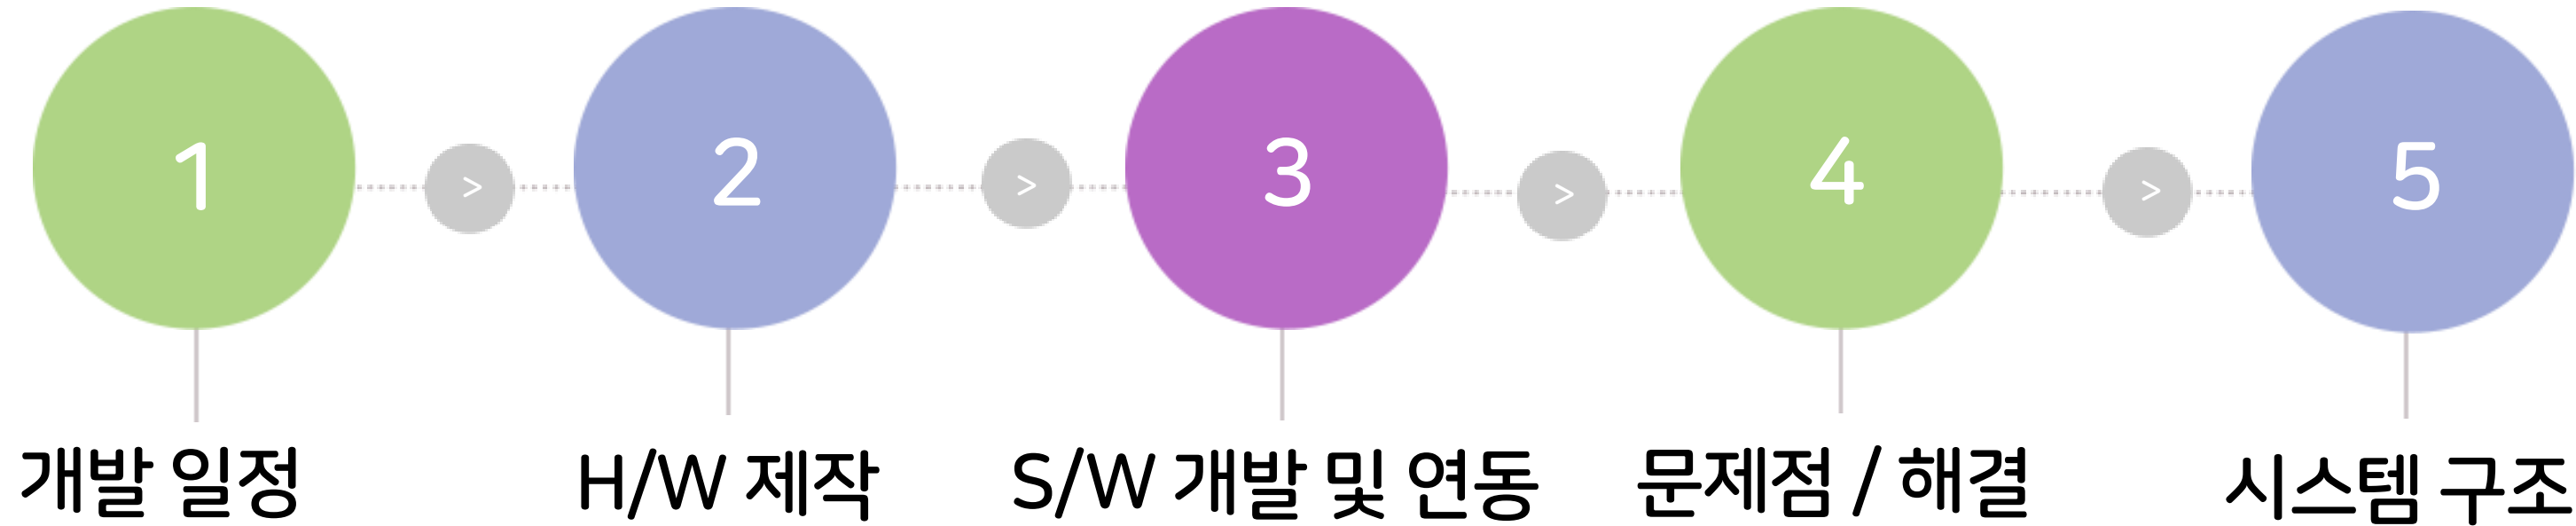 1 > 2 > 3 > 4 > 5
개발 일정 H/W 제작 S/W 개발 및 연동 문제점 / 해결 시스템 구조